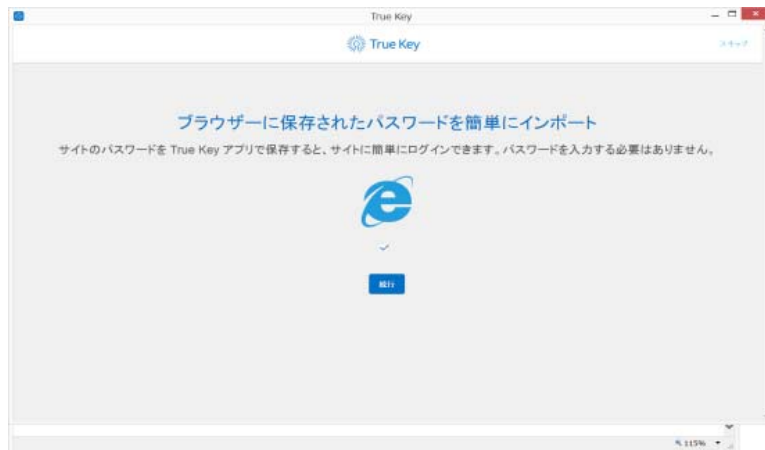 True Key
True Key
スキップ
ブラウザーに保存されたパスワードを簡単にインポート
サイトのパスワードを True Key アプリで保存すると、サイトに簡単にログインできます。パスワードを入力する必要はありません。
続行
115%